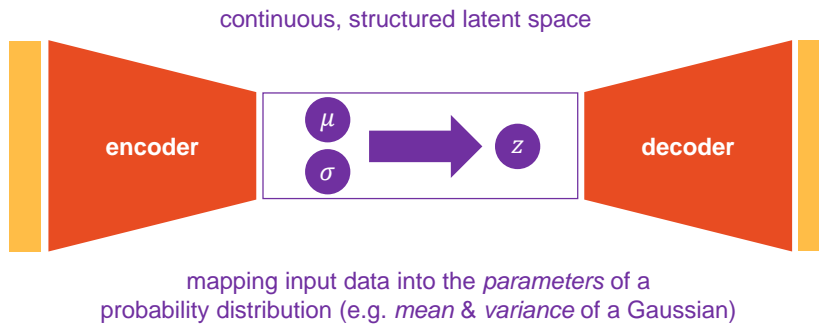 continuous, structured latent space
encoder
μ
σ
z
decoder
mapping input data into the parameters of a
probability distribution (e.g. mean & variance of a Gaussian)